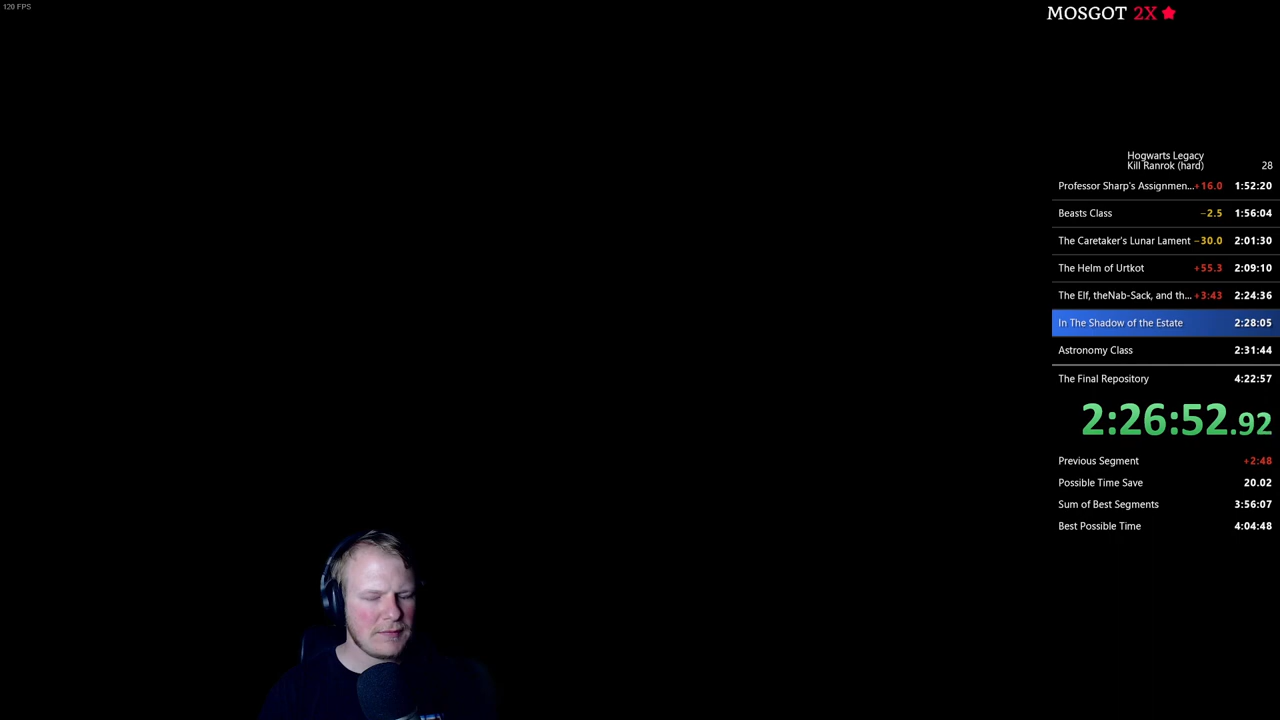 120 FPS
MOSGOT 2X
Hogwarts Legacy
Kill Ranrok (hard) 28
Professor Sharp's Assignmen... +16.0 1:52:20
Beasts Class −2.5 1:56:04
The Caretaker's Lunar Lament −30.0 2:01:30
The Helm of Urtkot +55.3 2:09:10
The Elf, theNab-Sack, and th... +3:43 2:24:36
In The Shadow of the Estate 2:28:05
Astronomy Class 2:31:44
The Final Repository 4:22:57
2:26:52.92
Previous Segment +2:48
Possible Time Save 20.02
Sum of Best Segments 3:56:07
Best Possible Time 4:04:48